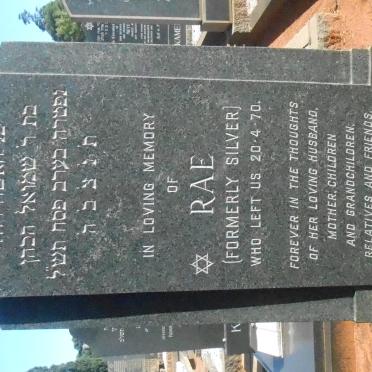 בת ר' שמואל הכהן
נפטרה בערב פסח תש"ל
ת נ צ ב ה
IN LOVING MEMORY
OF
RAE
(FORMERLY SILVER)
WHO LEFT US 20·4·70.
FOREVER IN THE THOUGHTS
OF HER LOVING HUSBAND,
MOTHER, CHILDREN
AND GRANDCHILDREN,
RELATIVES AND FRIENDS.